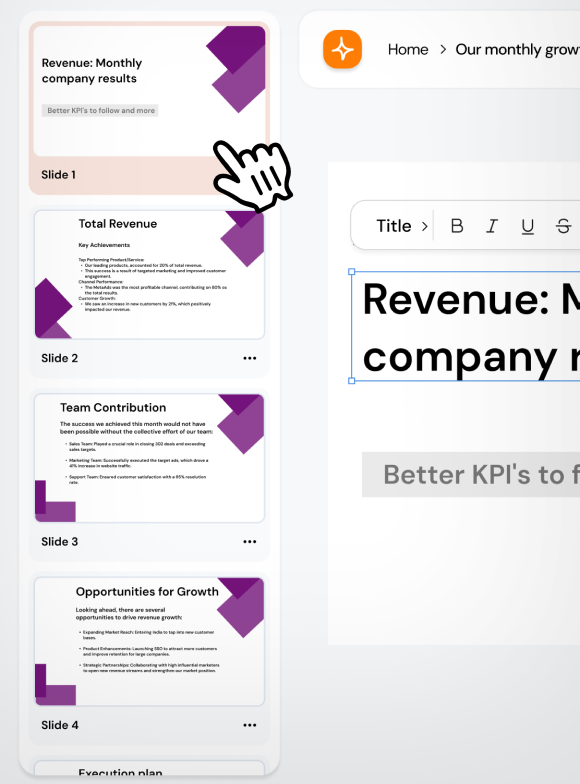 Revenue: Monthly
company results
Better KPI's to follow and more
Slide 1
Total Revenue
Key Achievements
Top Performing Product/Service:
• Our leading products, accounted for 20% of total revenue.
• This success is a result of targeted marketing and improved customer
engagement.
Channel Performance:
• The MetaAds was the most profitable channel, contributing an 80% as
the total results.
Customer Growth:
• We saw an increase in new customers by 21%, which positively
impacted our revenue.
Slide 2
Team Contribution
The success we achieved this month would not have
been possible without the collective effort of our team:
• Sales Team: Played a crucial role in closing 302 deals and exceeding
sales targets.
• Marketing Team: Successfully executed the target ads, which drove a
41% increase in website traffic.
• Support Team: Ensured customer satisfaction with a 95% resolution
rate.
Slide 3
Opportunities for Growth
Looking ahead, there are several
opportunities to drive revenue growth:
• Expanding Market Reach: Entering India to tap into new customer
bases.
• Product Enhancements: Launching SRO to attract more customers
and improve retention for large companies.
• Strategic Partnerships: Collaborating with high influential marketers
to open new revenue streams and strengthen our market position.
Slide 4
Execution plan
Home > Our monthly grow
Title > B I U S
Revenue: M
company r
Better KPI's to f